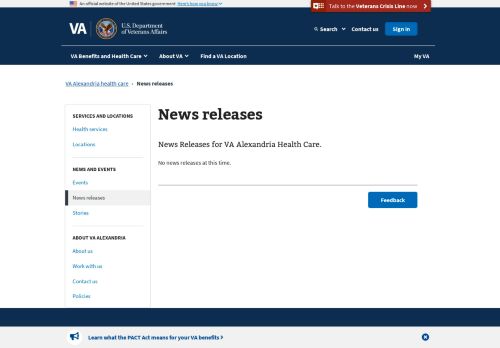 An official website of the United States government Here's how you know
Talk to the Veterans Crisis Line now
VA
U.S. Department
of Veterans Affairs
Search
Contact us
Sign in
VA Benefits and Health Care
About VA
Find a VA Location
My VA
VA Alexandria health care › News releases
SERVICES AND LOCATIONS
Health services
Locations
NEWS AND EVENTS
Events
News releases
Stories
ABOUT VA ALEXANDRIA
About us
Work with us
Contact us
Policies
News releases
News Releases for VA Alexandria Health Care.
No news releases at this time.
Feedback
Learn what the PACT Act means for your VA benefits